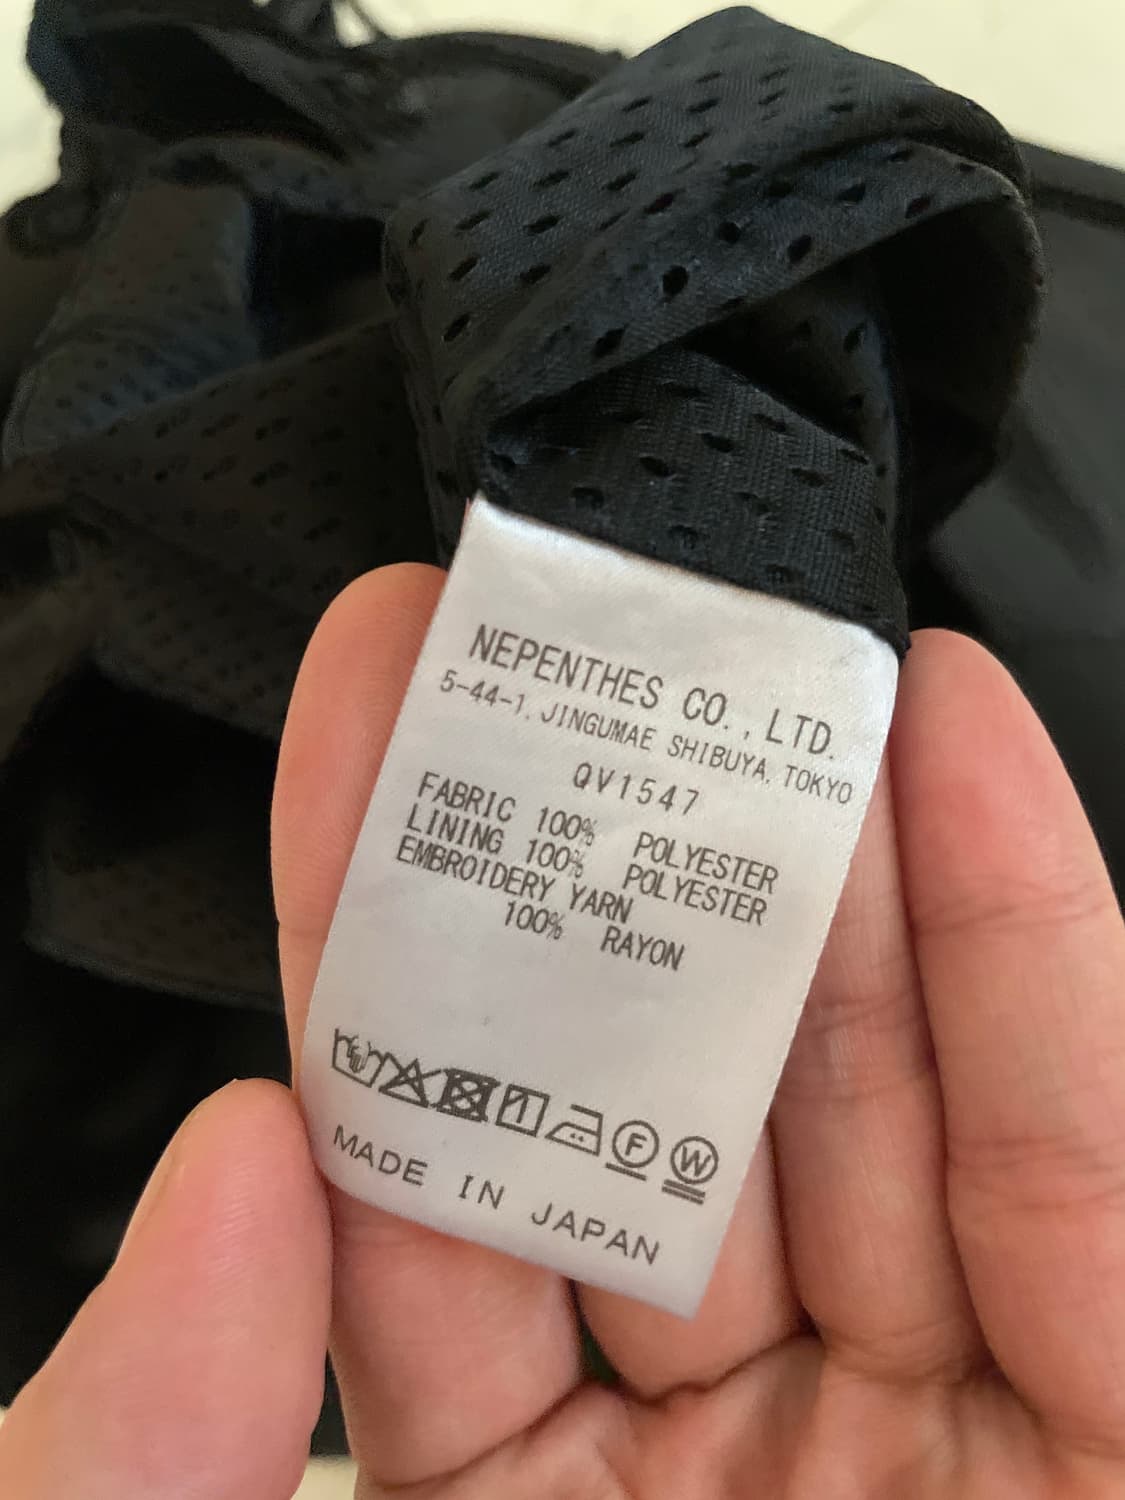 NEPENTHES CO., LTD.
5-44-1, JINGUMAE SHIBUYA, TOKYO
QV1547
FABRIC 100% POLYESTER
LINING 100% POLYESTER
EMBROIDERY YARN
100% RAYON
F W
MADE IN JAPAN